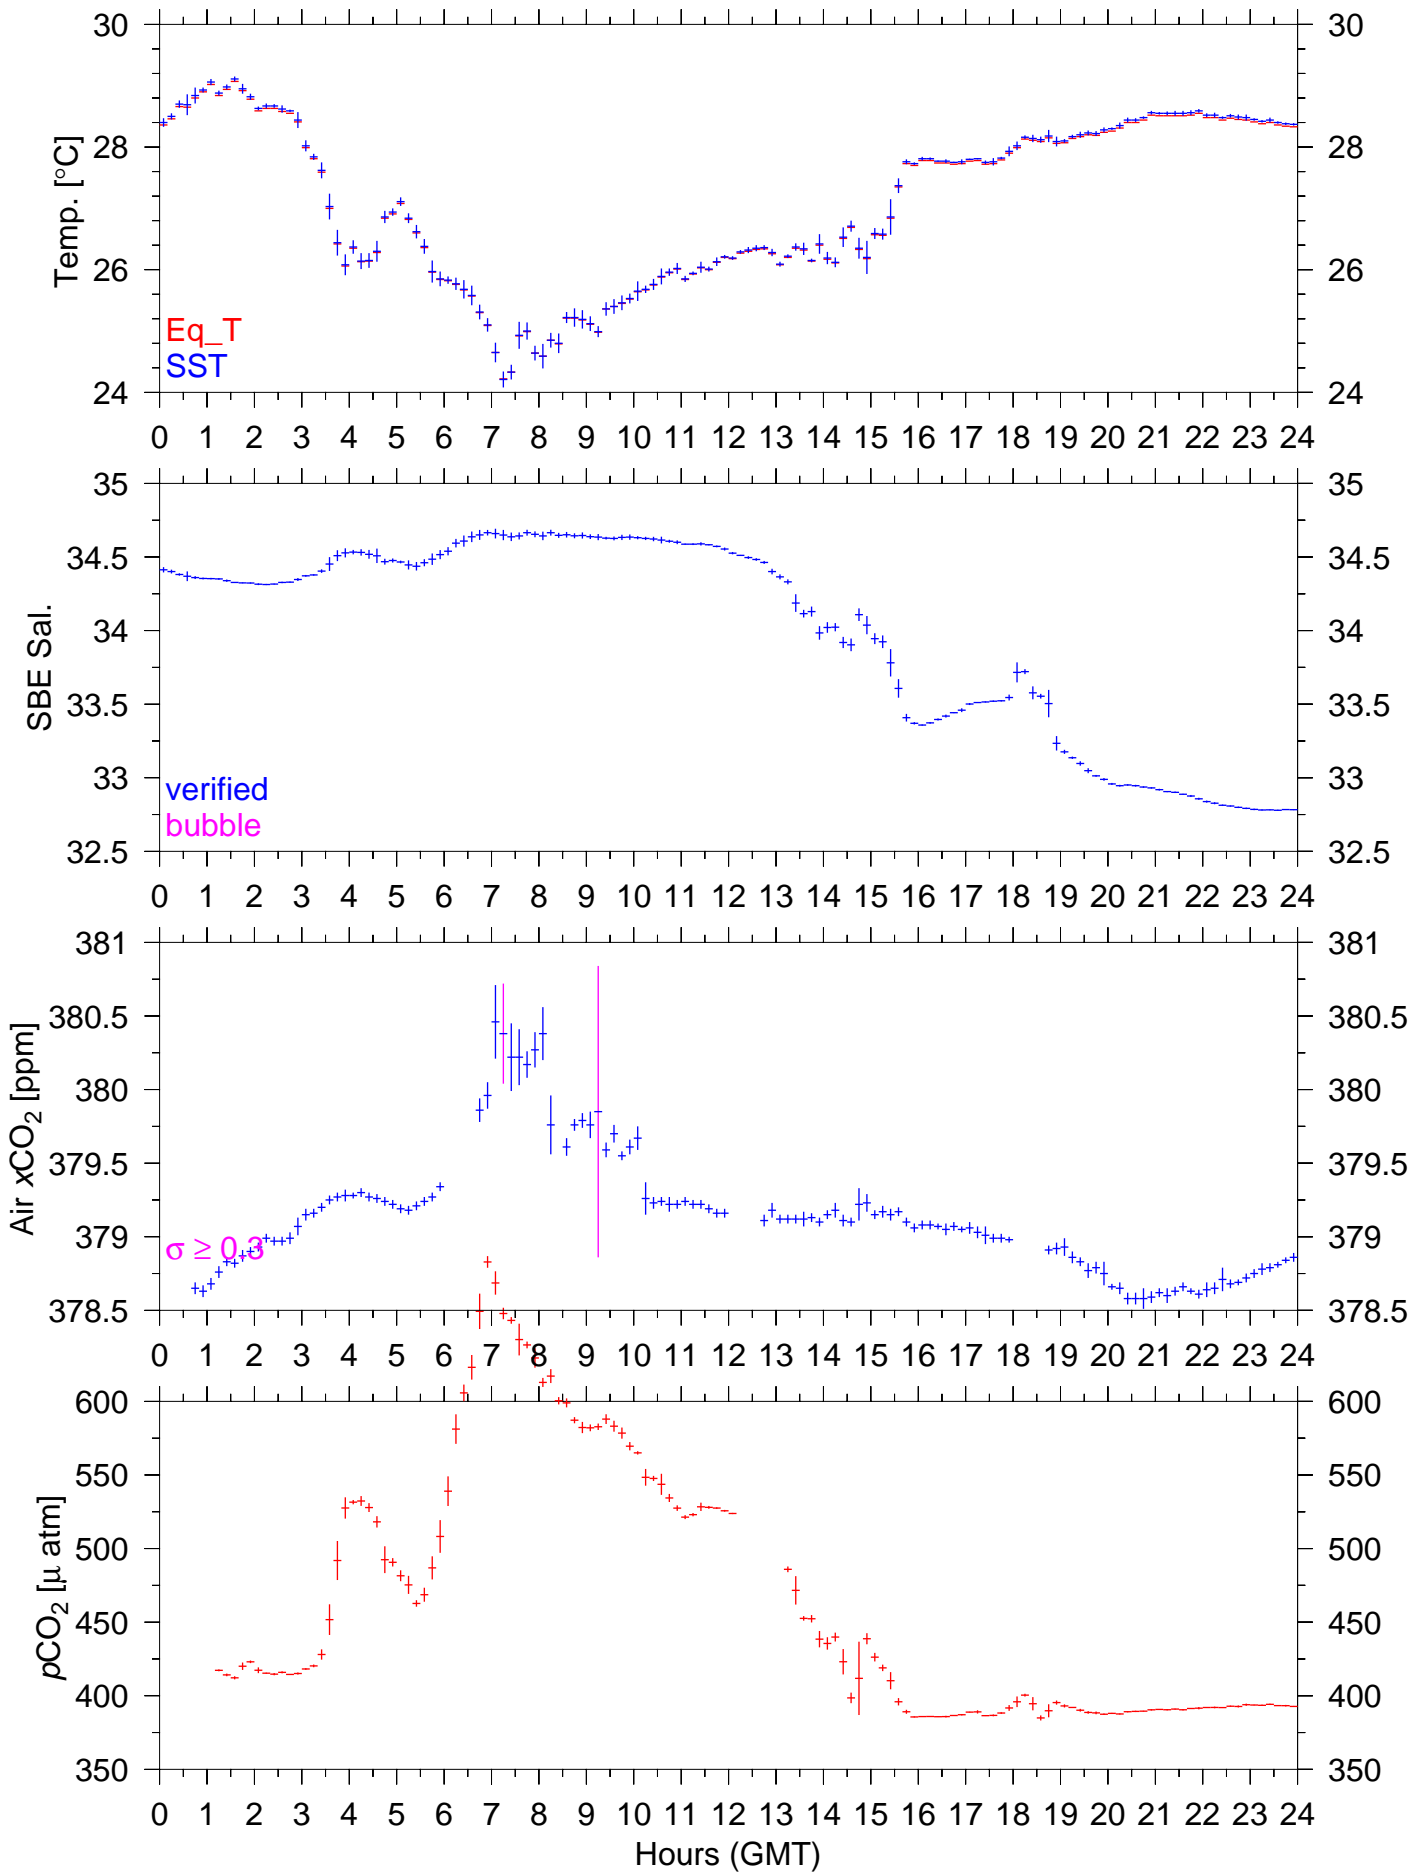 30 30
28 28
26 26
24 24
Temp. [°C]
Eq_T
SST
0 1 2 3 4 5 6 7 8 9 10 11 12 13 14 15 16 17 18 19 20 21 22 23 24
35 35
34.5 34.5
34 34
33.5 33.5
33 33
32.5 32.5
SBE Sal.
verified
bubble
0 1 2 3 4 5 6 7 8 9 10 11 12 13 14 15 16 17 18 19 20 21 22 23 24
381 381
380.5 380.5
380 380
379.5 379.5
379 379
378.5 378.5
Air xCO₂ [ppm]
σ ≥ 0.3
0 1 2 3 4 5 6 7 8 9 10 11 12 13 14 15 16 17 18 19 20 21 22 23 24
600 600
550 550
500 500
450 450
400 400
350 350
pCO₂ [μ atm]
0 1 2 3 4 5 6 7 8 9 10 11 12 13 14 15 16 17 18 19 20 21 22 23 24
Hours (GMT)